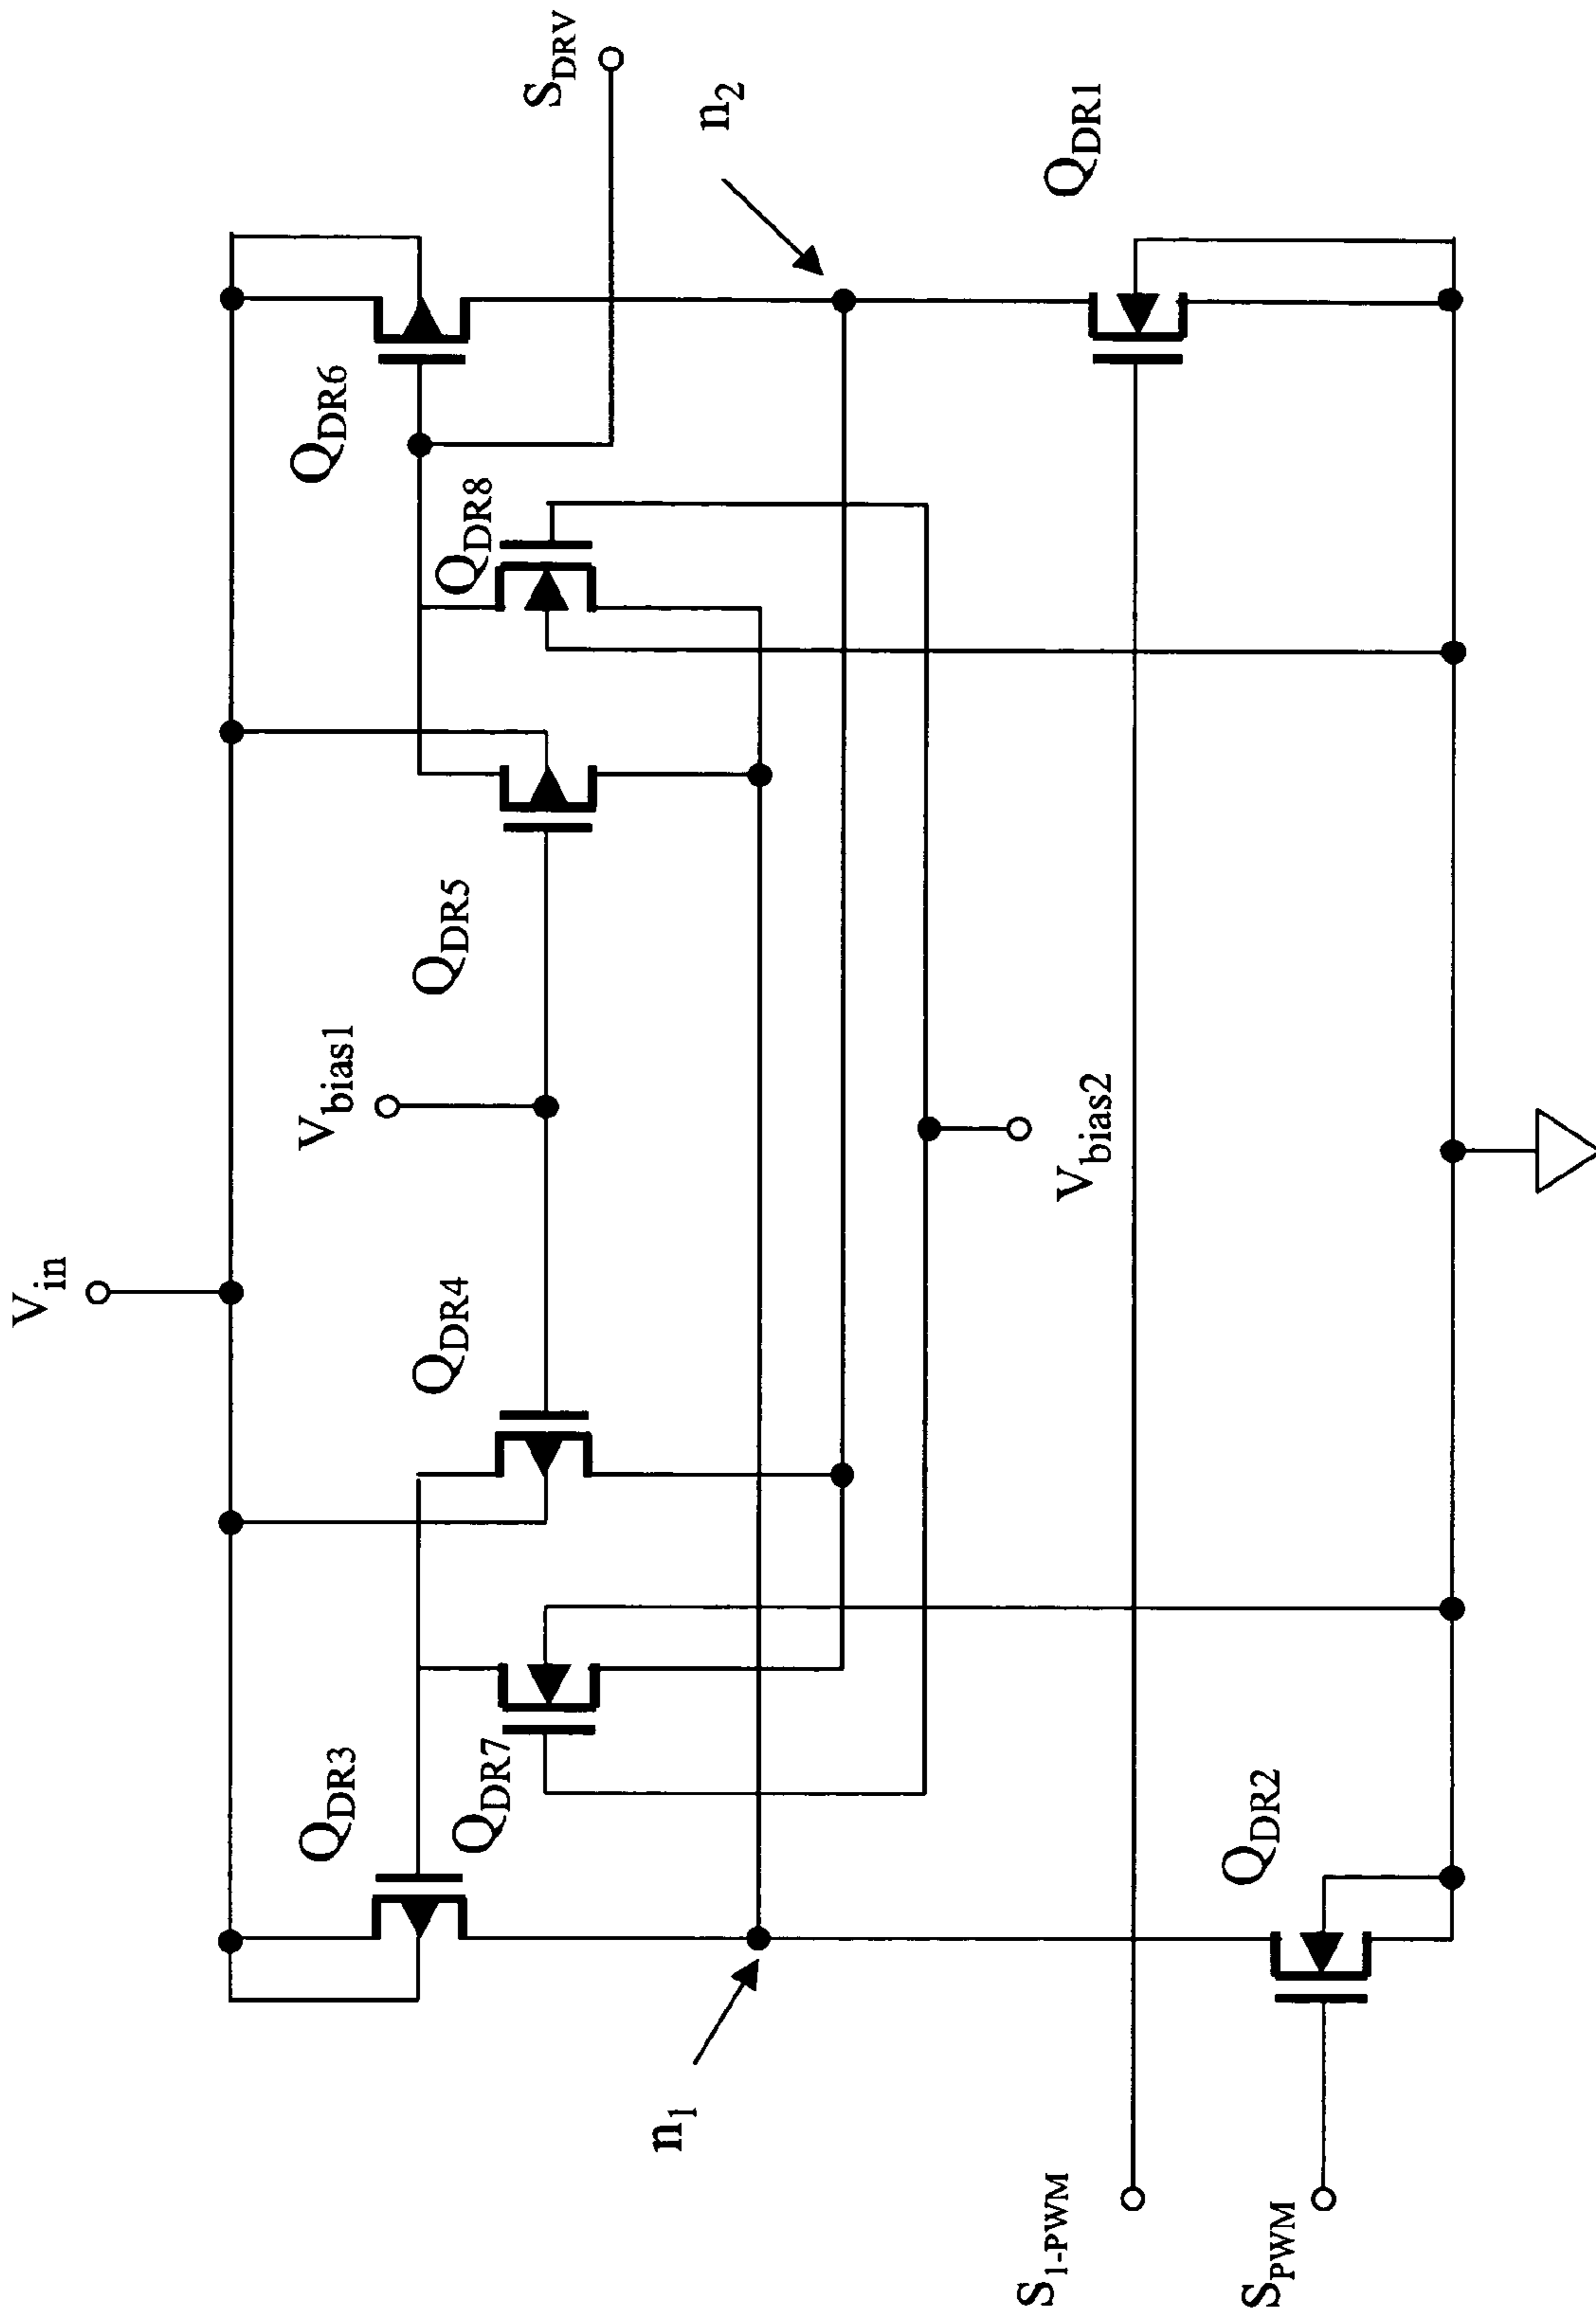 V_in
S_DRV
n_2
Q_DR6
Q_DR8
Q_DR5
V_bias1
Q_DR4
Q_DR3
Q_DR7
V_bias2
Q_DR1
Q_DR2
n_1
S_1-PWM
S_PWM